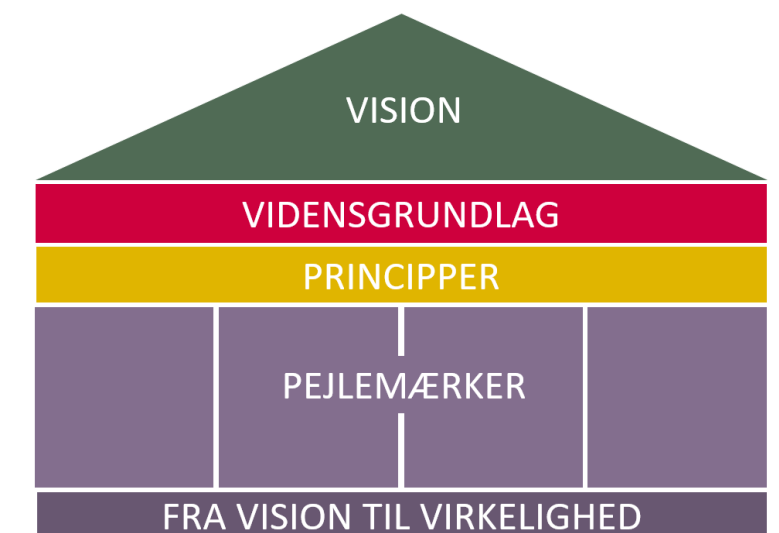 VISION
VIDENSGRUNDLAG
PRINCIPPER
PEJLEMÆRKER
FRA VISION TIL VIRKELIGHED